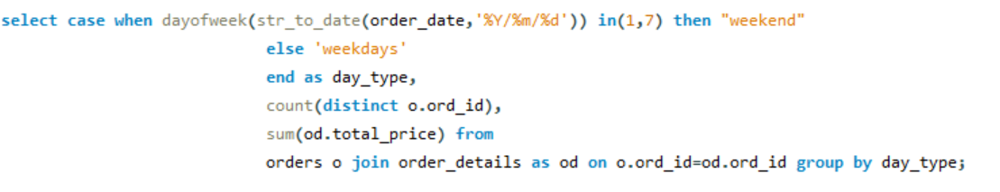 select case when dayofweek(str_to_date(order_date,'%Y/%m/%d')) in(1,7) then "weekend"
else 'weekdays'
end as day_type,
count(distinct o.ord_id),
sum(od.total_price) from
orders o join order_details as od on o.ord_id=od.ord_id group by day_type;